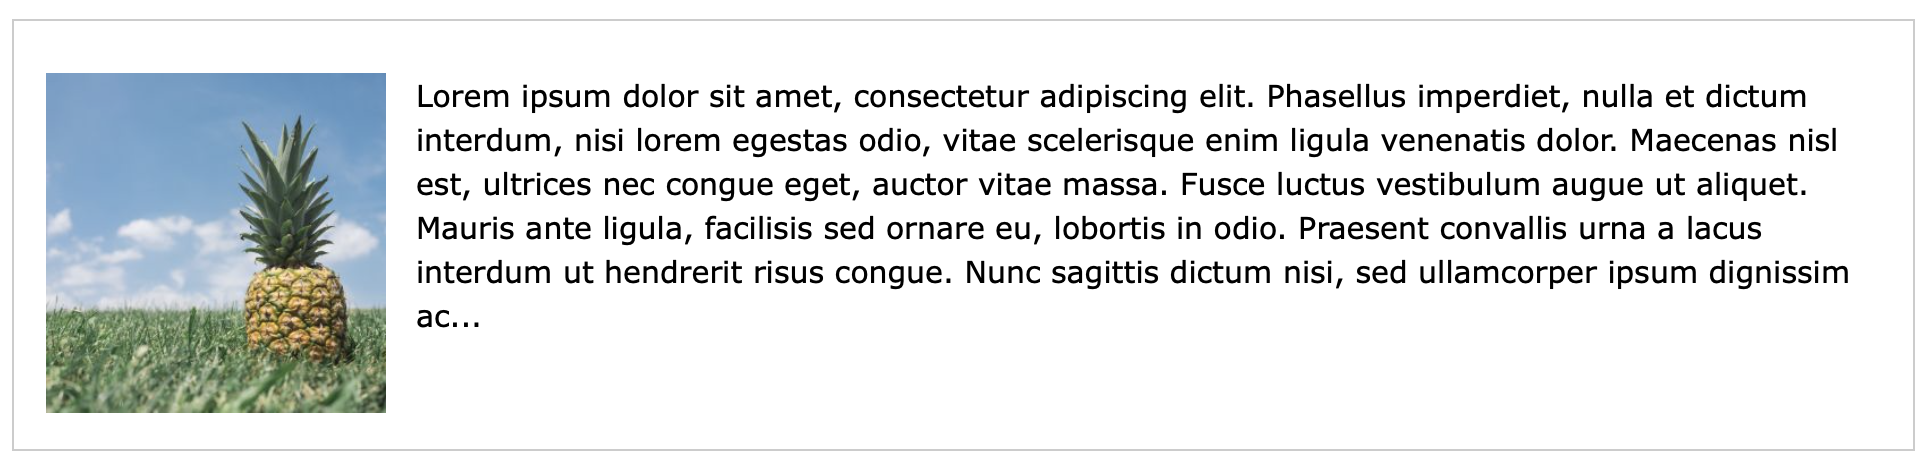 Lorem ipsum dolor sit amet, consectetur adipiscing elit. Phasellus imperdiet, nulla et dictum
interdum, nisi lorem egestas odio, vitae scelerisque enim ligula venenatis dolor. Maecenas nisl
est, ultrices nec congue eget, auctor vitae massa. Fusce luctus vestibulum augue ut aliquet.
Mauris ante ligula, facilisis sed ornare eu, lobortis in odio. Praesent convallis urna a lacus
interdum ut hendrerit risus congue. Nunc sagittis dictum nisi, sed ullamcorper ipsum dignissim
ac...